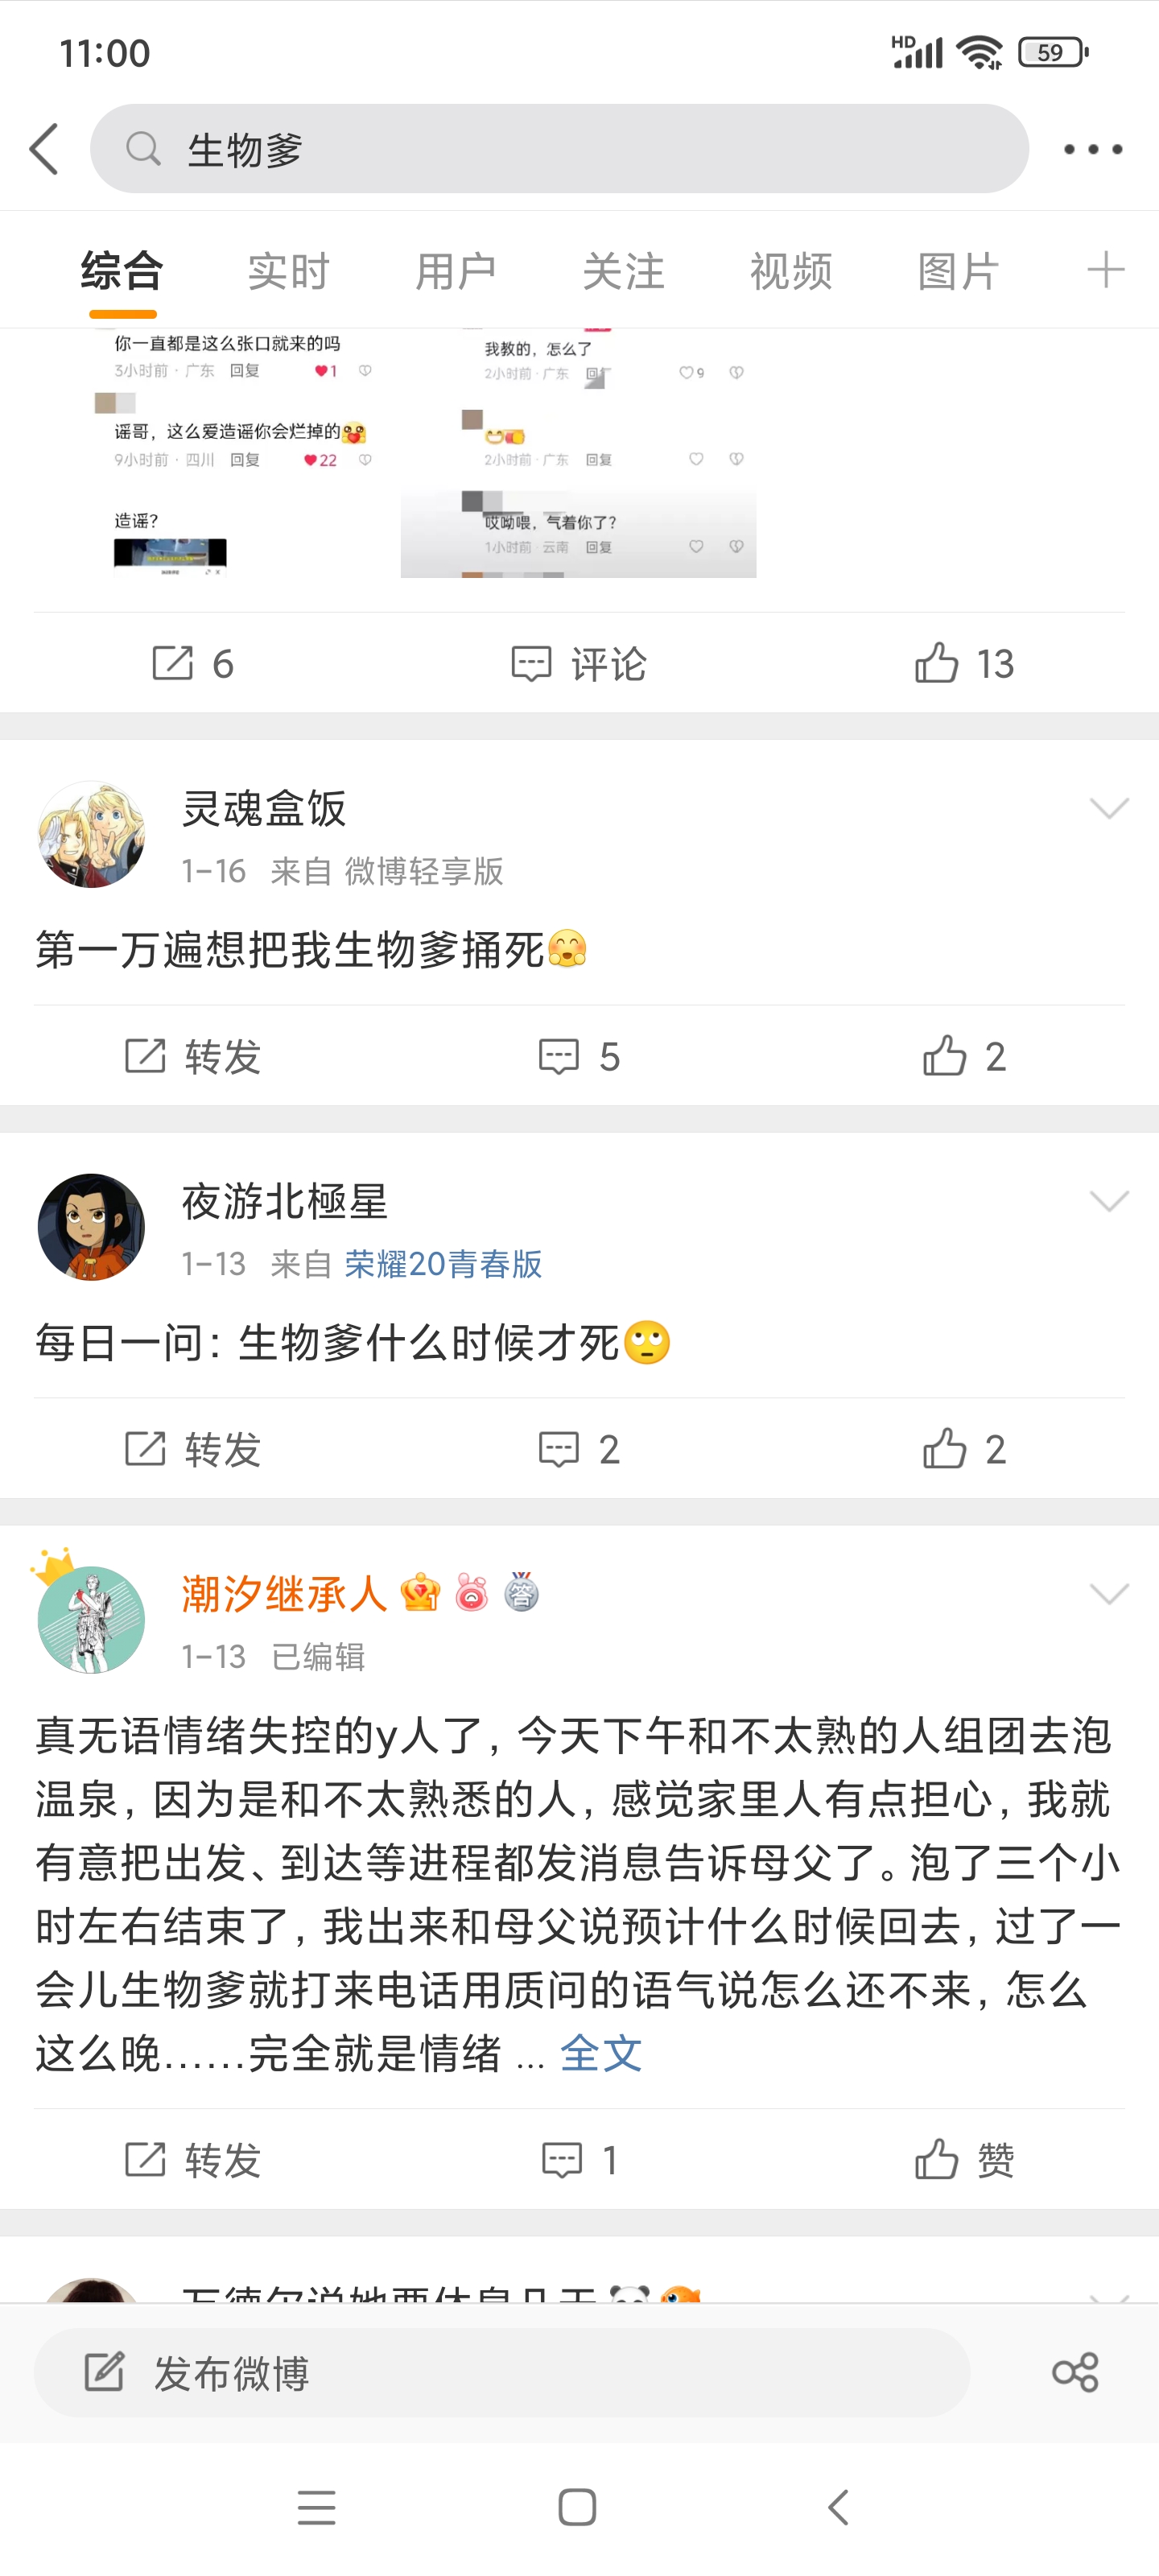 11:00
HD
59
生物爹
综合 实时 用户 关注 视频 图片
你一直都是这么张口就来的吗
3小时前 · 广东 回复 1
谣哥，这么爱造谣你会烂掉的
9小时前 · 四川 回复 22
造谣？
我教的，怎么了
2小时前 · 广东 回 9
2小时前 · 广东 回复
哎呦喂，气着你了？
1小时前 · 云南 回复
6 评论 13
灵魂盒饭
1-16 来自 微博轻享版
第一万遍想把我生物爹捅死🤗
转发 5 2
夜游北極星
1-13 来自 荣耀20青春版
每日一问：生物爹什么时候才死🙄
转发 2 2
潮汐继承人
答
1-13 已编辑
真无语情绪失控的y人了，今天下午和不太熟的人组团去泡
温泉，因为是和不太熟悉的人，感觉家里人有点担心，我就
有意把出发、到达等进程都发消息告诉母父了。泡了三个小
时左右结束了，我出来和母父说预计什么时候回去，过了一
会儿生物爹就打来电话用质问的语气说怎么还不来，怎么
这么晚……完全就是情绪 ... 全文
转发 1 赞
万德尔说她要休息几天
发布微博